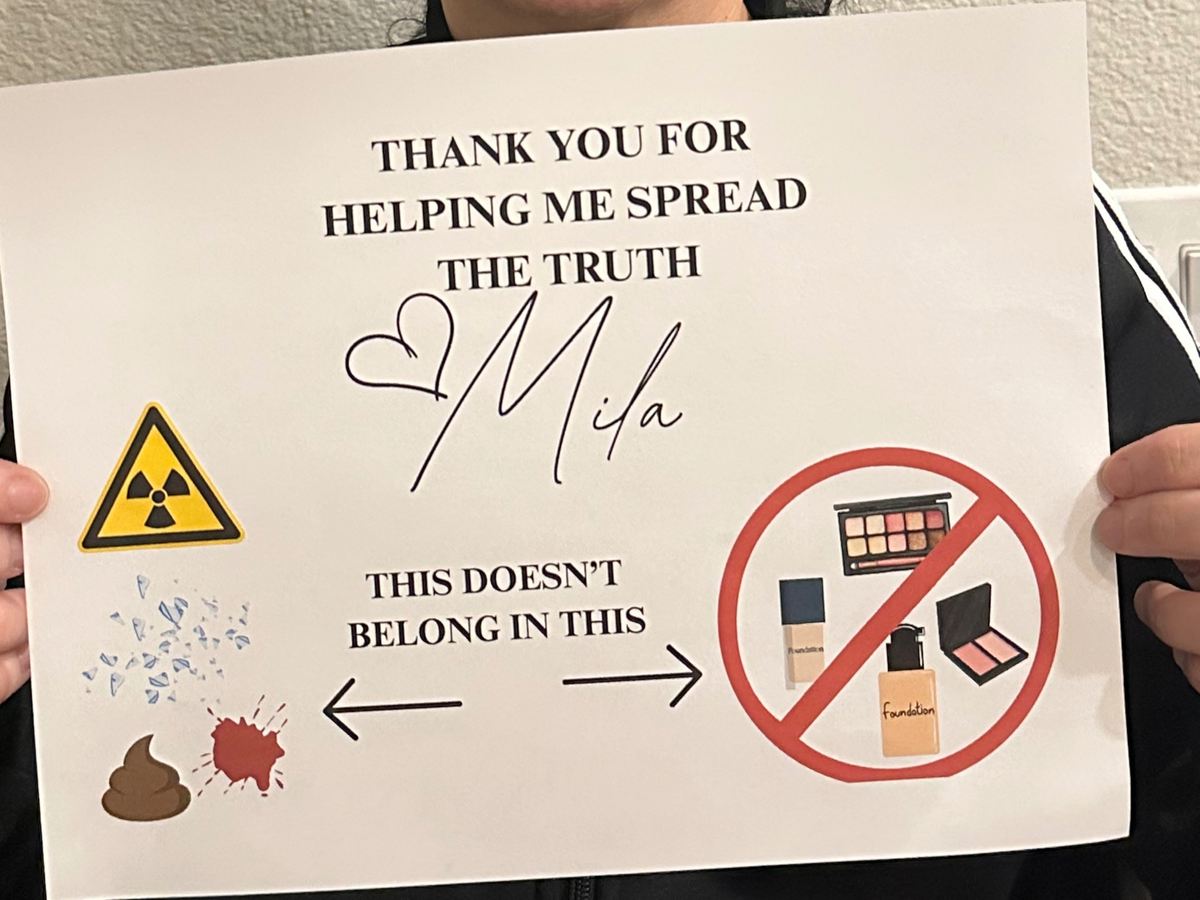 THANK YOU FOR
HELPING ME SPREAD
THE TRUTH
Mila
THIS DOESN'T
BELONG IN THIS
Foundation
foundation